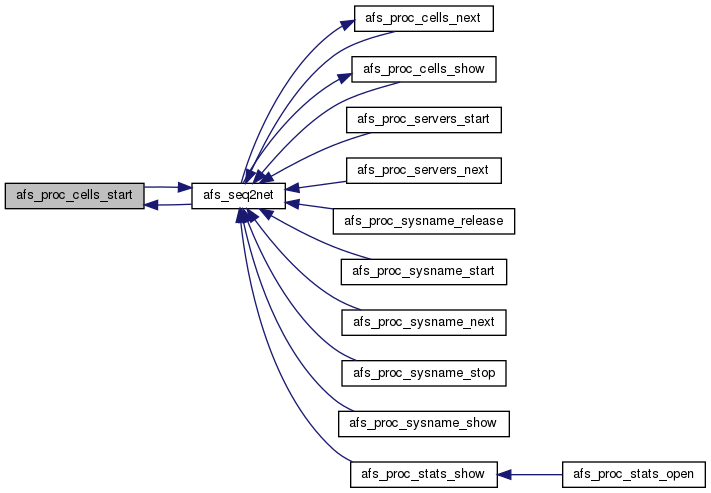 afs_proc_cells_next
afs_proc_cells_show
afs_proc_servers_start
afs_proc_servers_next
afs_proc_cells_start
afs_seq2net
afs_proc_sysname_release
afs_proc_sysname_start
afs_proc_sysname_next
afs_proc_sysname_stop
afs_proc_sysname_show
afs_proc_stats_show
afs_proc_stats_open